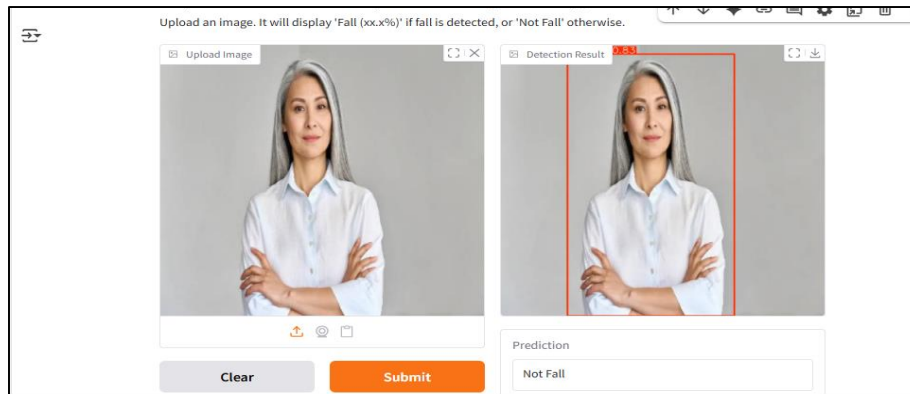 Upload an image. It will display 'Fall (xx.x%)' if fall is detected, or 'Not Fall' otherwise.
Upload Image
Detection Result
0.83
Prediction
Not Fall
Clear
Submit